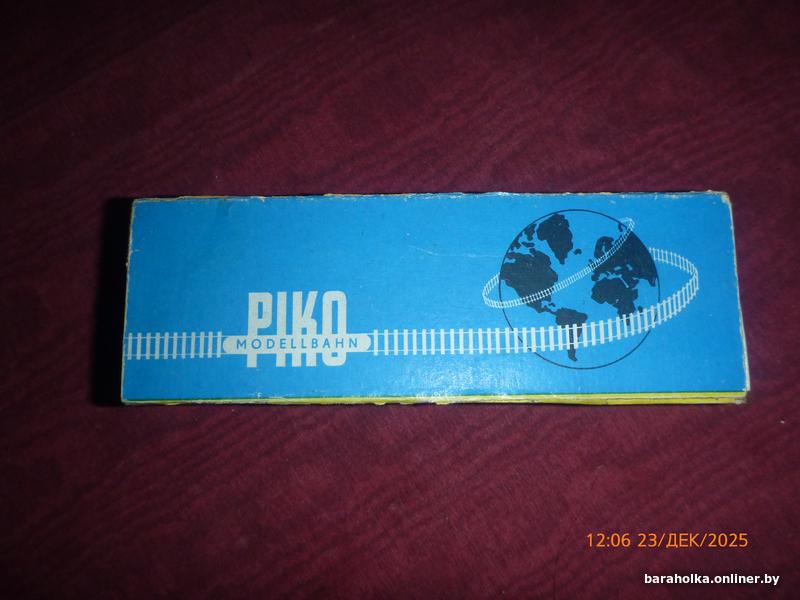 PIKO
MODELLBAHN
12:06 23/ДЕК/2025
baraholka.onliner.by